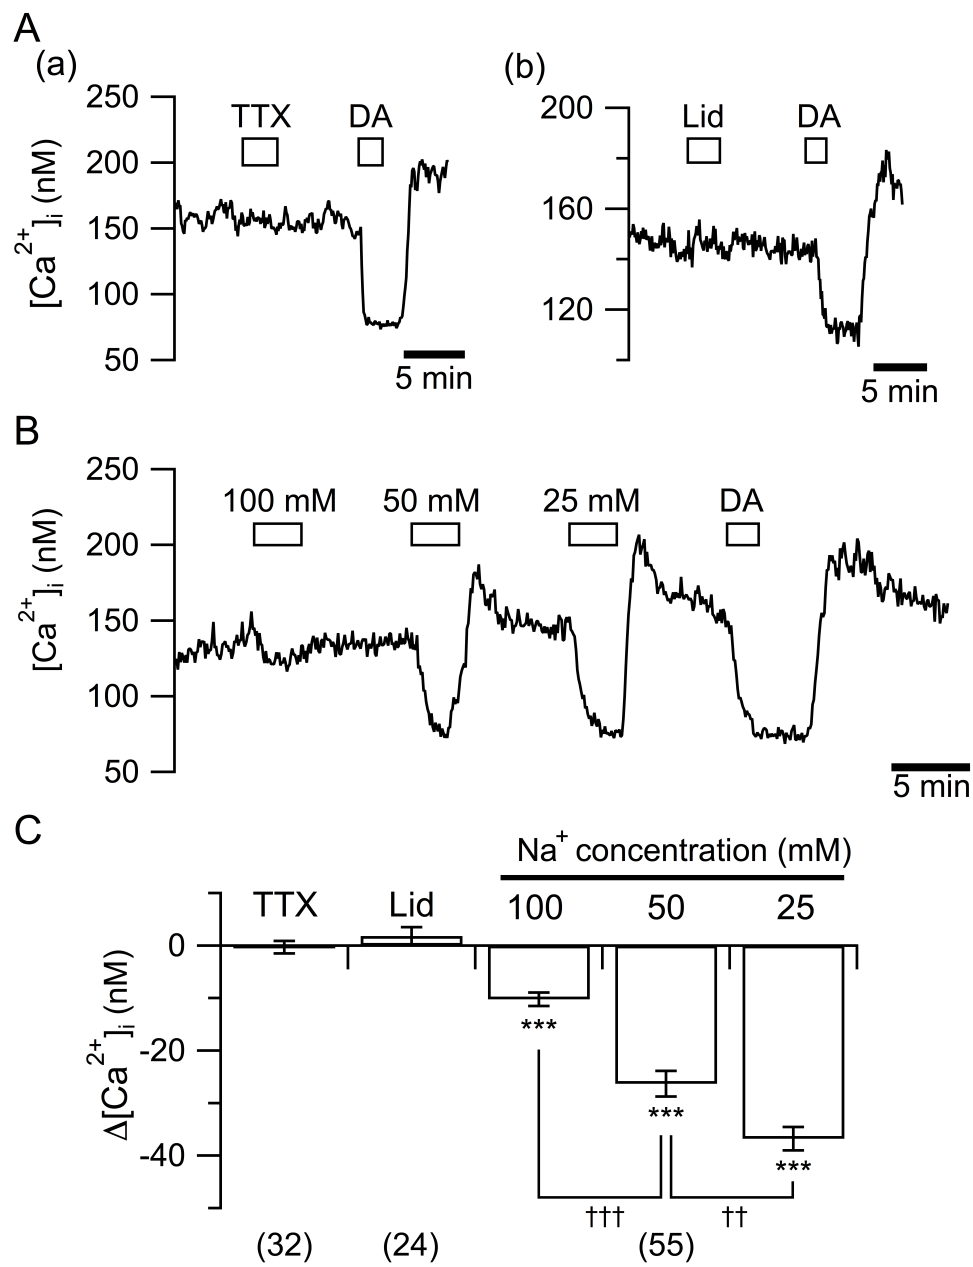 A
(a)
(b)
250
200
150
100
50
[Ca2+]i (nM)
TTX DA
5 min
200
160
120
Lid DA
5 min
B
250
200
150
100
50
[Ca2+]i (nM)
100 mM 50 mM 25 mM DA
5 min
C
Na+ concentration (mM)
TTX Lid 100 50 25
0
-20
-40
Δ[Ca2+]i (nM)
***
***
***
††† ††
(32) (24) (55)